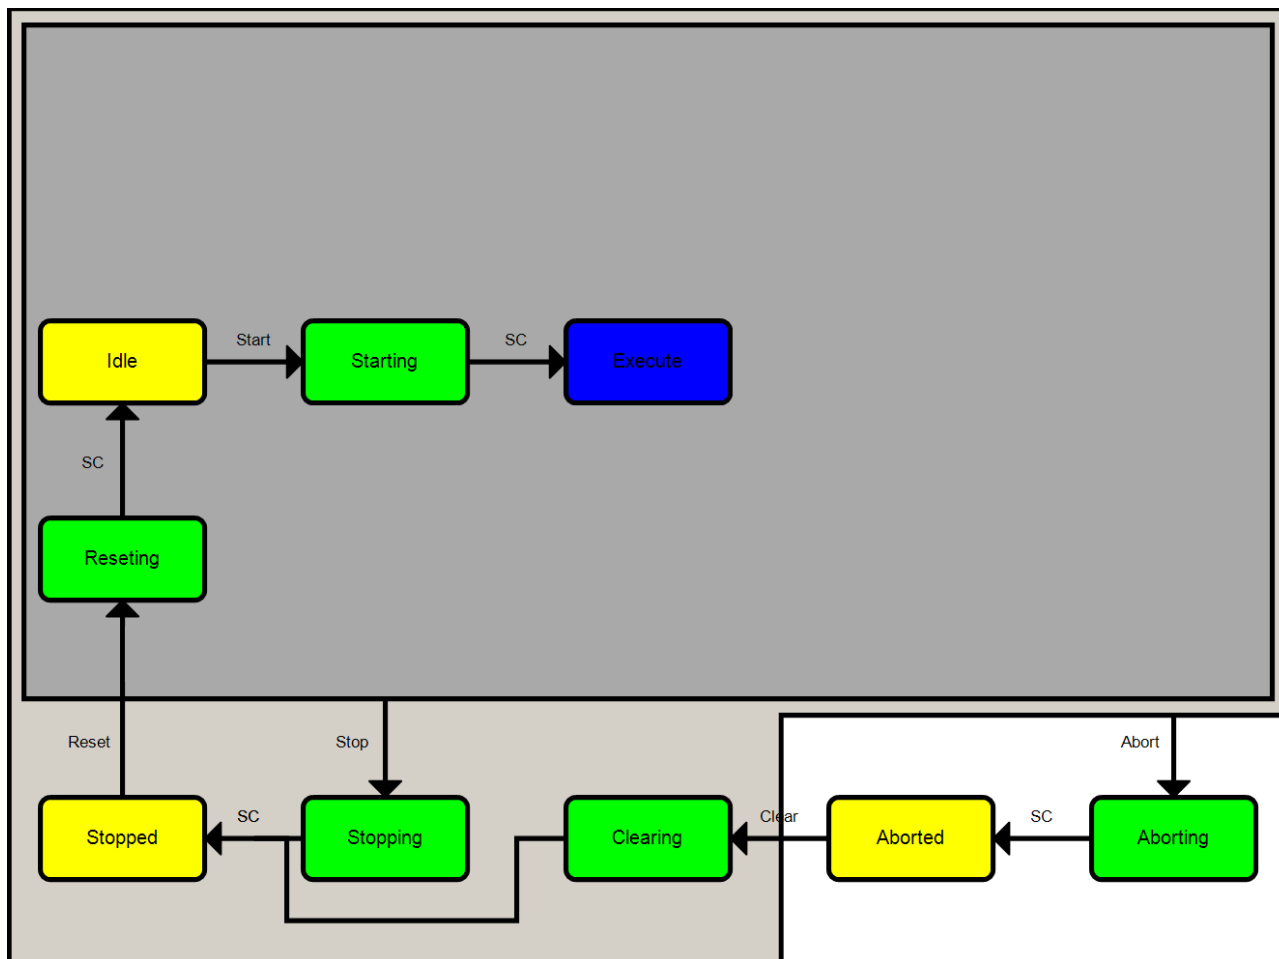 Idle
Start
Starting
SC
Execute
SC
Reseting
Reset
Stop
Abort
Stopped
SC
Stopping
Clearing
Clear
Aborted
SC
Aborting